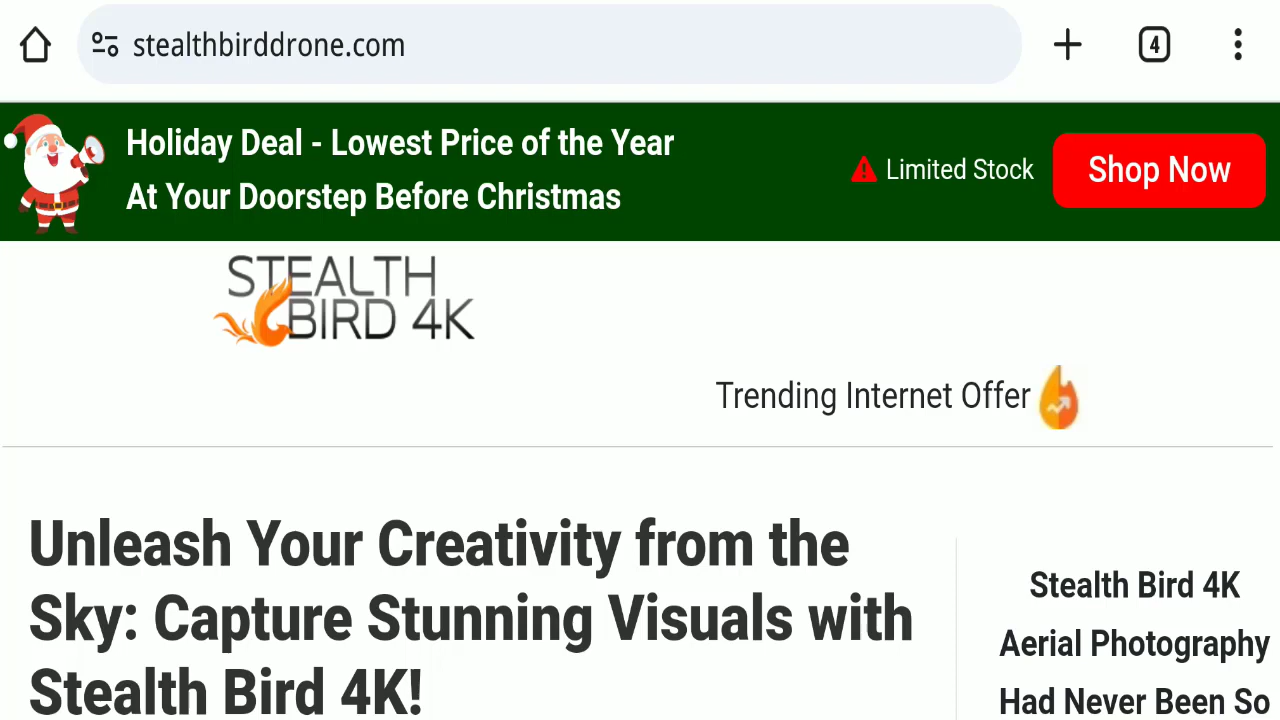 stealthbirddrone.com
4
Holiday Deal - Lowest Price of the Year
At Your Doorstep Before Christmas
Limited Stock
Shop Now
STEALTH
BIRD 4K
Trending Internet Offer
Unleash Your Creativity from the
Sky: Capture Stunning Visuals with
Stealth Bird 4K!
Stealth Bird 4K
Aerial Photography
Had Never Been So